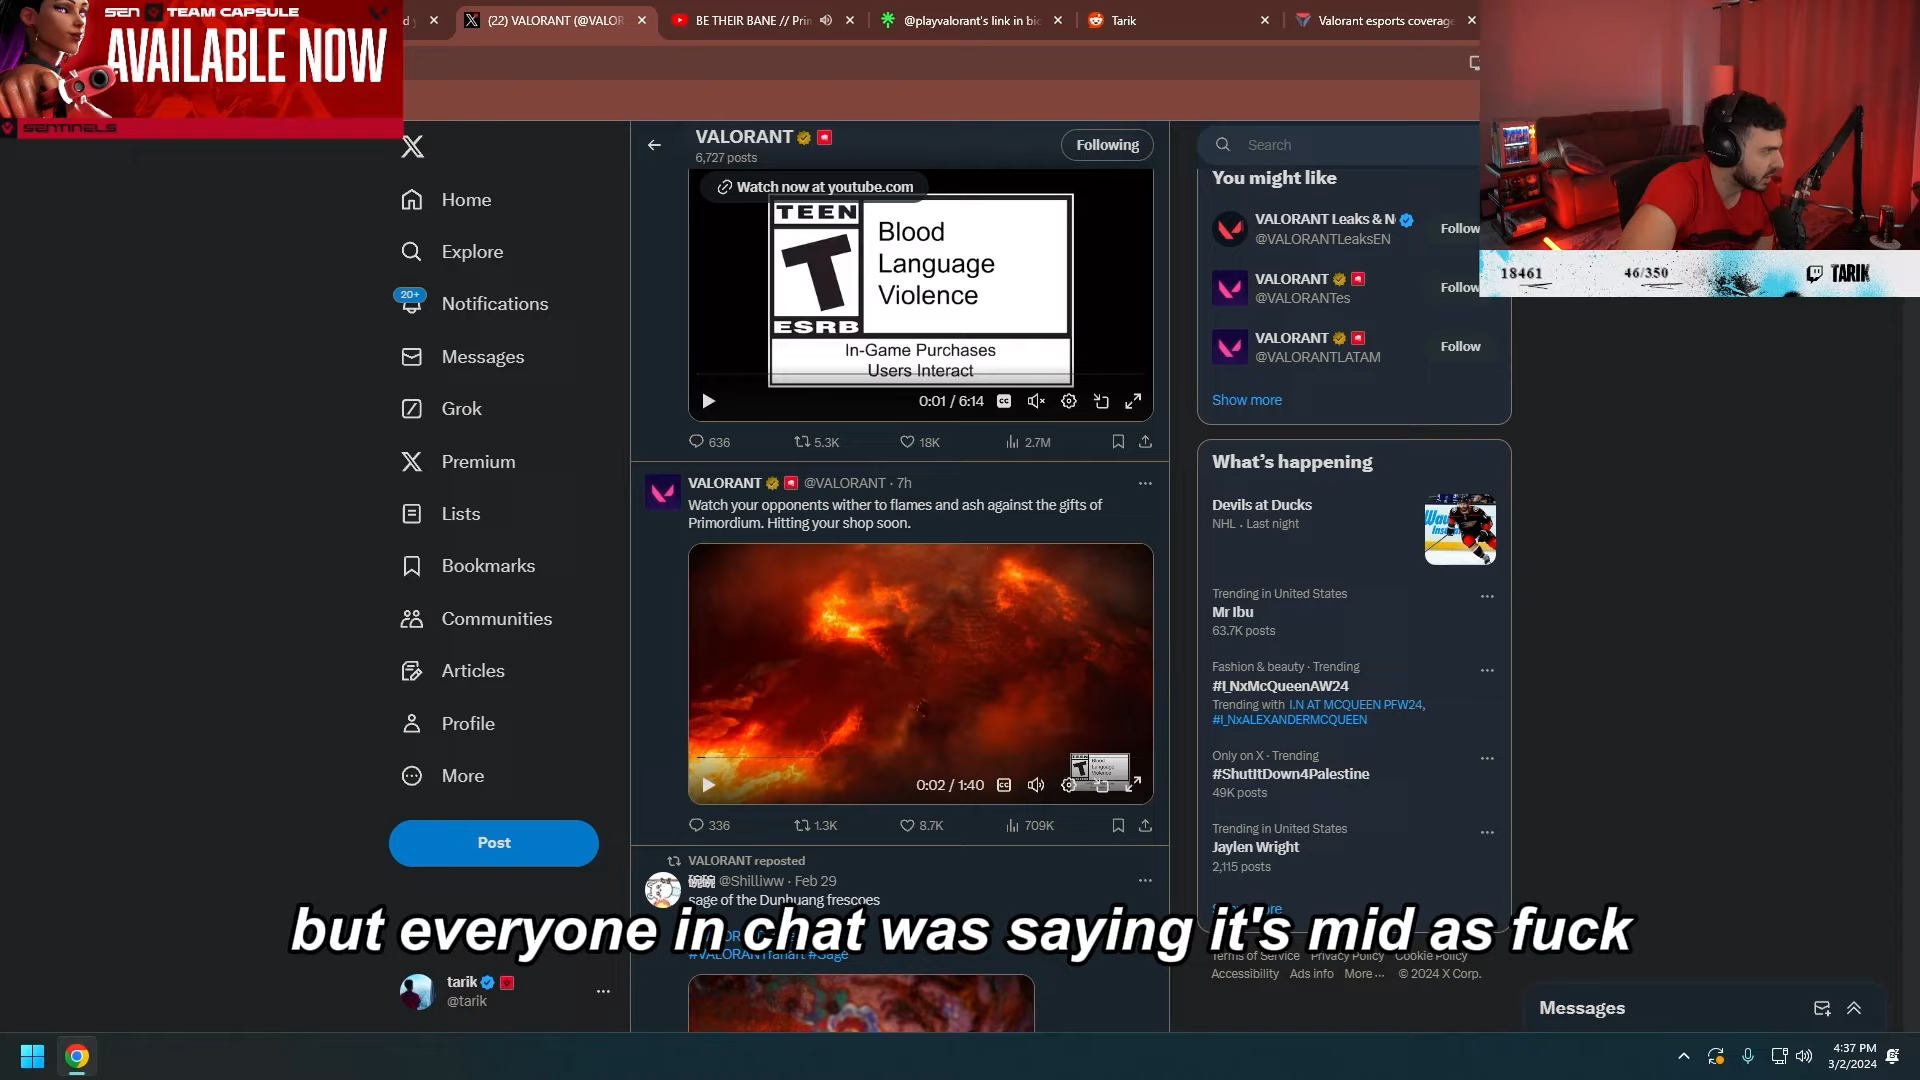 SEN TEAM CAPSULE
AVAILABLE NOW
SENTINELS
(22) VALORANT (@VALOR
BE THEIR BANE // Prin
@playvalorant's link in bio
Tarik
Valorant esports coverage
18461
46/350
TARIK
Home
Explore
20+
Notifications
Messages
Grok
Premium
Lists
Bookmarks
Communities
Articles
Profile
More
Post
tarik
@tarik
VALORANT
6,727 posts
Following
Watch now at youtube.com
TEEN
T
ESRB
Blood
Language
Violence
In-Game Purchases
Users Interact
0:01 / 6:14
636
5.3K
18K
2.7M
VALORANT @VALORANT · 7h
Watch your opponents wither to flames and ash against the gifts of
Primordium. Hitting your shop soon.
TEEN
T
Blood
Language
Violence
0:02 / 1:40
336
1.3K
8.7K
709K
VALORANT reposted
@Shilliww · Feb 29
sage of the Dunhuang frescoes
#VALORANTfanart #Sage
Search
You might like
VALORANT Leaks & N
@VALORANTLeaksEN
Follow
VALORANT
@VALORANTes
Follow
VALORANT
@VALORANTLATAM
Follow
Show more
What's happening
Devils at Ducks
NHL · Last night
Trending in United States
Mr Ibu
63.7K posts
Fashion & beauty · Trending
#I_NxMcQueenAW24
Trending with I.N AT MCQUEEN PFW24,
#I_NxALEXANDERMCQUEEN
Only on X · Trending
#ShutItDown4Palestine
49K posts
Trending in United States
Jaylen Wright
2,115 posts
but everyone in chat was saying it's mid as fuck
Terms of Service Privacy Policy Cookie Policy
Accessibility Ads info More ··· © 2024 X Corp.
Messages
4:37 PM
3/2/2024